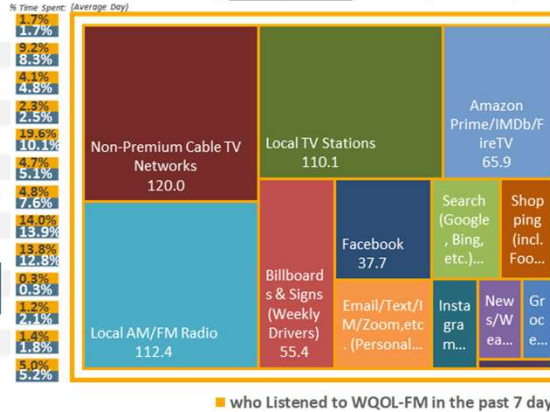 % Time Spent: (Average Day)
1.7%
1.7%
9.2%
8.3%
4.1%
4.8%
2.3%
2.5%
19.6%
10.1%
4.7%
5.1%
4.8%
7.6%
14.0%
13.9%
13.8%
12.8%
0.3%
0.3%
1.2%
2.1%
1.4%
1.8%
5.0%
5.2%
Non-Premium Cable TV
Networks
120.0
Local TV Stations
110.1
Amazon
Prime/IMDb/F
ireTV
65.9
Local AM/FM Radio
112.4
Billboard
s & Signs
(Weekly
Drivers)
55.4
Facebook
37.7
Search
(Google
, Bing,
etc.)...
Shop
ping
(incl.
Foo...
Email/Text/I
M/Zoom,etc
. (Personal...
Insta
gra
m...
New
s/W
ea...
Gr
oc
e...
who Listened to WQOL-FM in the past 7 day